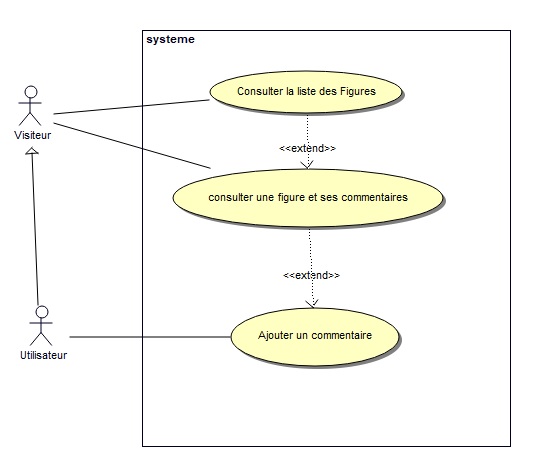 systeme
Consulter la liste des Figures
Visiteur
<<extend>>
consulter une figure et ses commentaires
<<extend>>
Ajouter un commentaire
Utilisateur